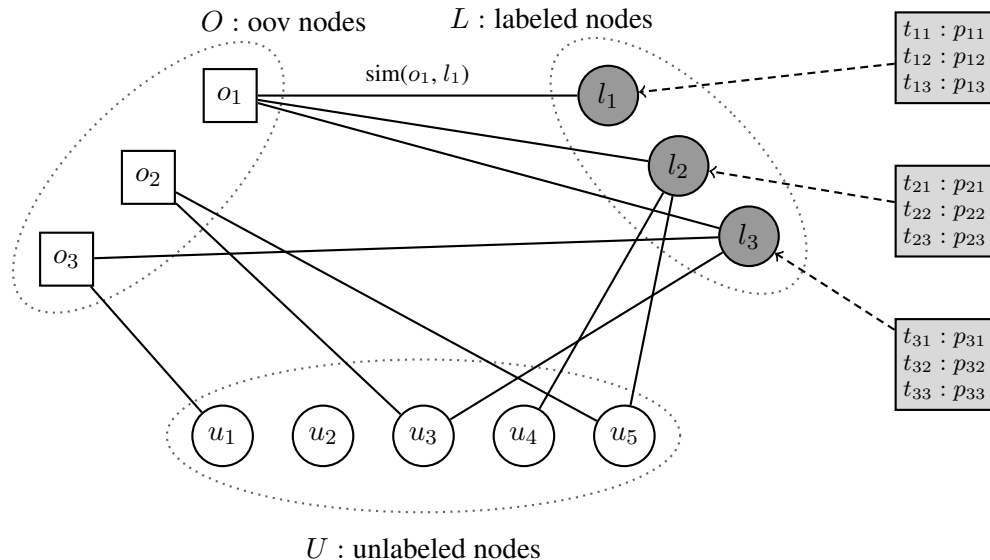 O : oov nodes
L : labeled nodes
t₁₁ : p₁₁
t₁₂ : p₁₂
t₁₃ : p₁₃
sim(o₁, l₁)
o₁
l₁
o₂
l₂
t₂₁ : p₂₁
t₂₂ : p₂₂
t₂₃ : p₂₃
o₃
l₃
t₃₁ : p₃₁
t₃₂ : p₃₂
t₃₃ : p₃₃
u₁ u₂ u₃ u₄ u₅
U : unlabeled nodes